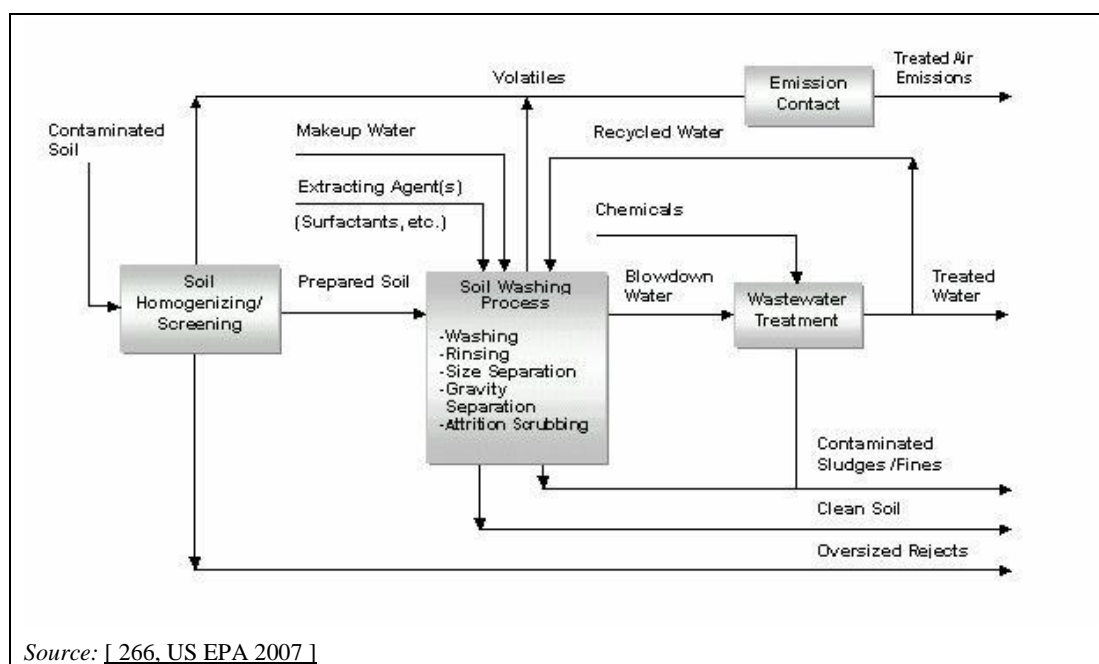 Volatiles
Emission
Contact
Treated Air
Emissions
Contaminated
Soil
Makeup Water
Recycled Water
Extracting Agent(s)
(Surfactants, etc.)
Chemicals
Soil
Homogenizing/
Screening
Prepared Soil
Soil Washing
Process
-Washing
-Rinsing
-Size Separation
-Gravity
Separation
-Attrition Scrubbing
Blowdown
Water
Wastewater
Treatment
Treated
Water
Contaminated
Sludges/Fines
Clean Soil
Oversized Rejects
Source: [ 266, US EPA 2007 ]